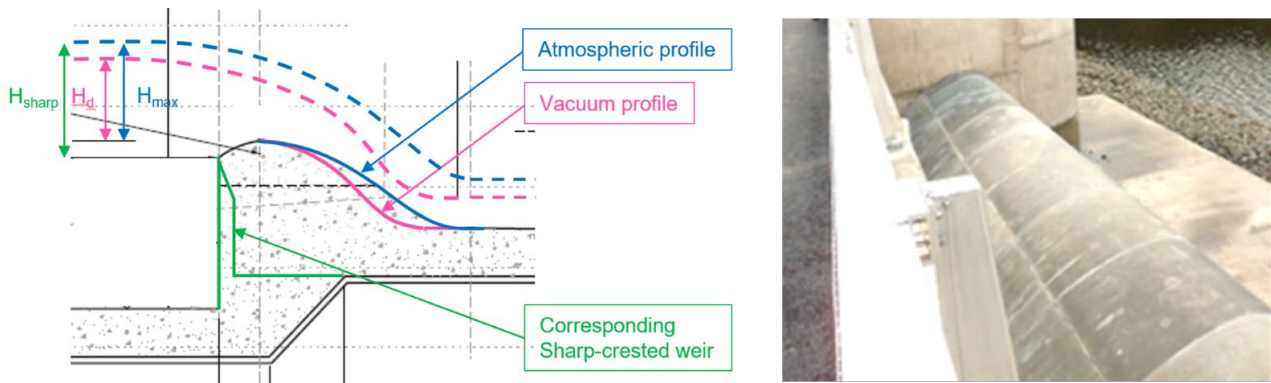 Atmospheric profile
Vacuum profile
H_sharp
H_d
H_max
Corresponding
Sharp-crested weir